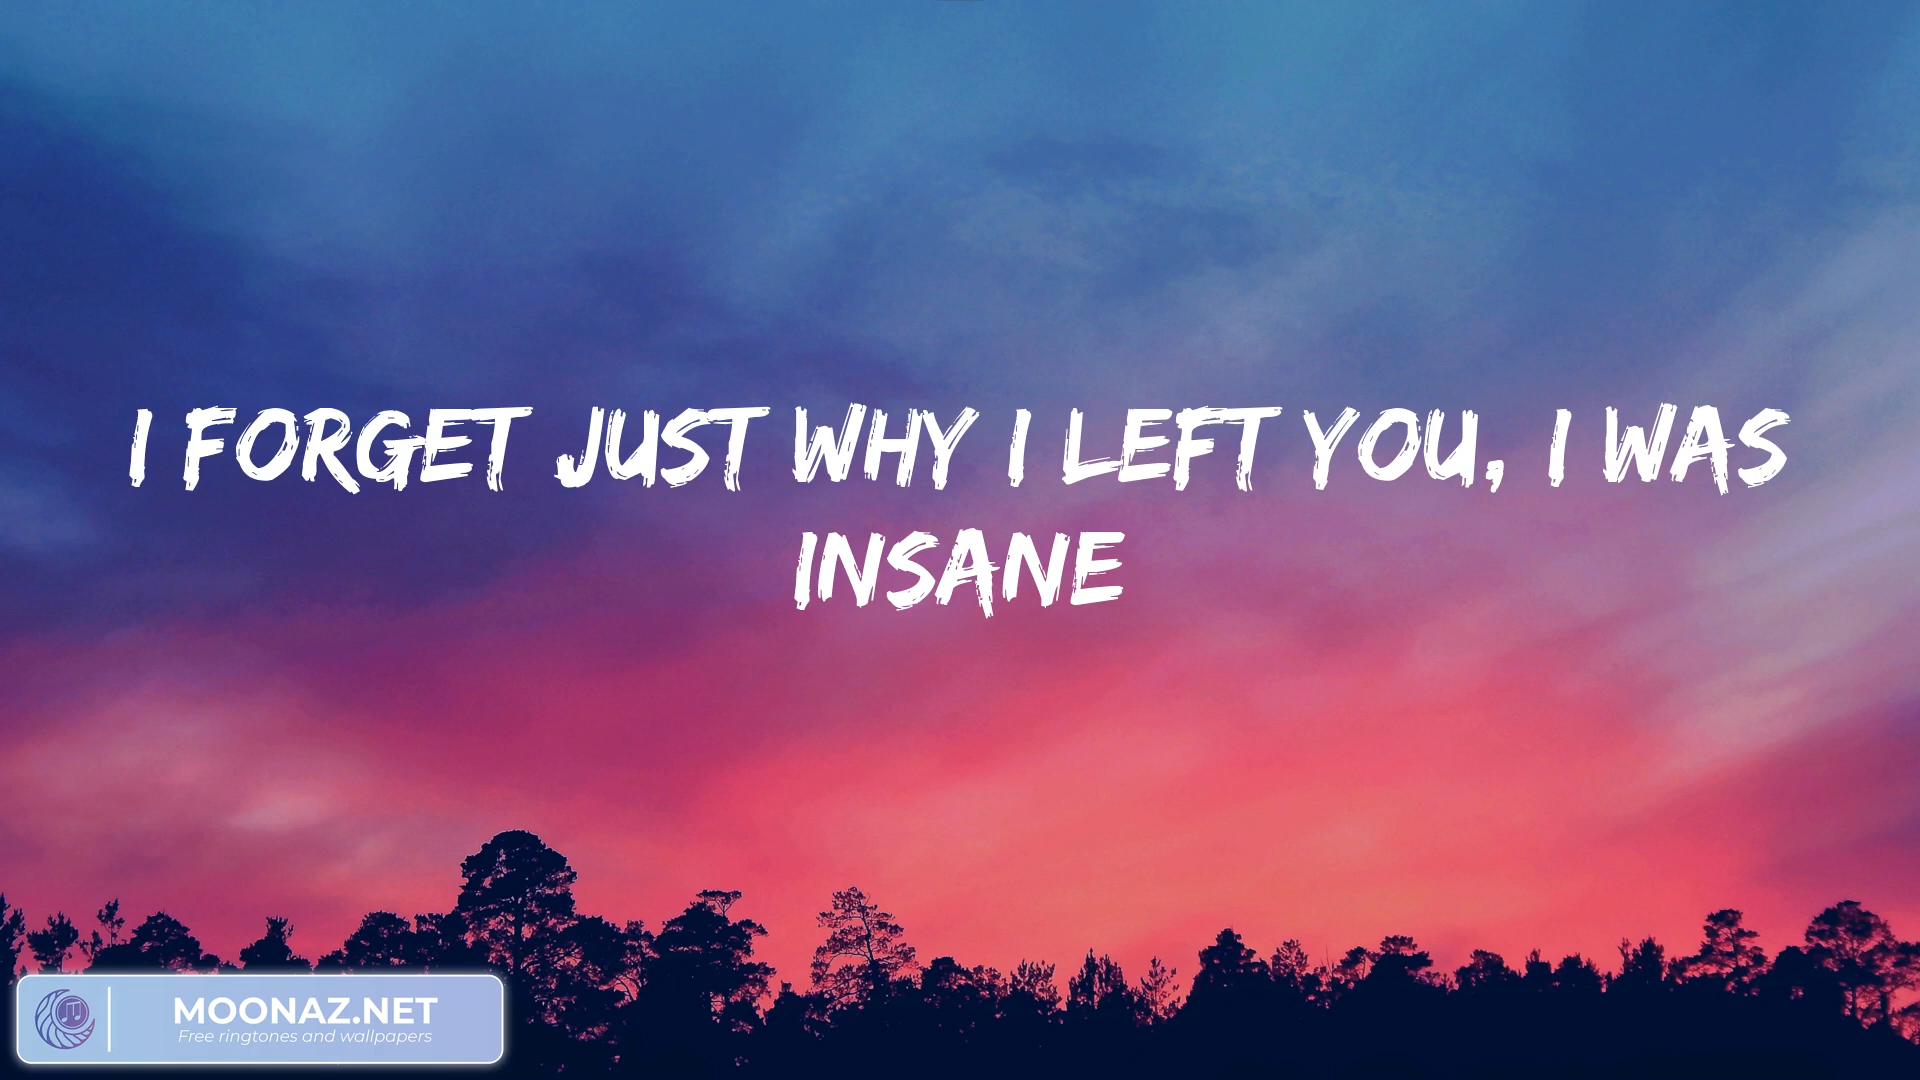 I FORGET JUST WHY I LEFT YOU, I WAS
INSANE
MOONAZ.NET
Free ringtones and wallpapers